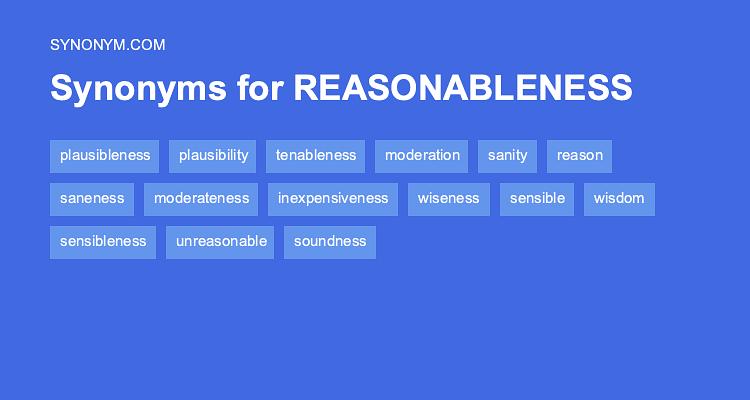 SYNONYM.COM
Synonyms for REASONABLENESS
plausibleness plausibility tenableness moderation sanity reason
saneness moderateness inexpensiveness wiseness sensible wisdom
sensibleness unreasonable soundness